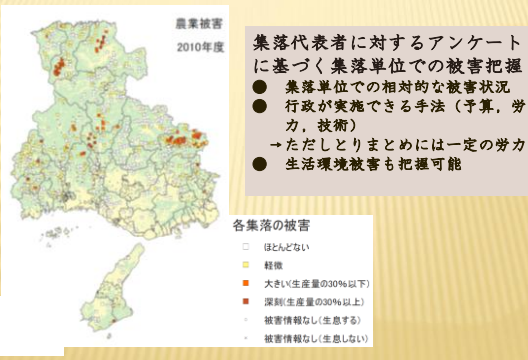 農業被害
2010年度
集落代表者に対するアンケート
に基づく集落単位での被害把握
● 集落単位での相対的な被害状況
● 行政が実施できる手法（予算，労
力，技術）
→ただしとりまとめには一定の労力
● 生活環境被害も把握可能
各集落の被害
ほとんどない
軽微
大きい(生産量の30%以下)
深刻(生産量の30%以上)
被害情報なし(生息する)
被害情報なし(生息しない)